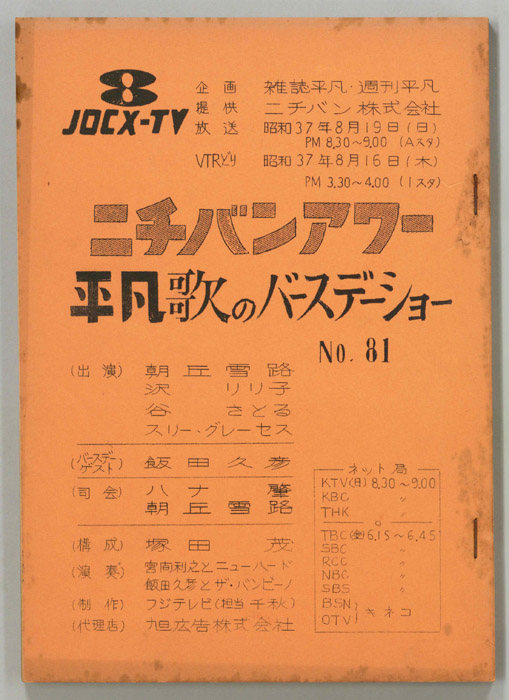 8
JOCX-TV
企画 雑誌平凡・週刊平凡
提供 ニチバン株式会社
放送 昭和37年8月19日(日)
PM 8,30~9,00 (Aスタ)
VTRどり 昭和37年8月16日(木)
PM 3,30~4,00 (1スタ)
ニチバンアワー
平凡歌のバースデーショー
No. 81
(出演) 朝丘雪路
沢リリ子
谷さとる
スリー・グレーセス
(バースデーゲスト) 飯田久彦
(司会) ハナ肇
朝丘雪路
(構成) 塚田茂
(演奏) 宮間利之とニューハード
飯田久彦とザ・バンビーノ
(制作) フジテレビ(担当 千秋)
(代理店) 旭広告株式会社
ネット局
KTV(日) 8,30~9,00
KBC 〃
THK 〃
TBC(金) 6,15~6,45
SBC 〃
RCC 〃
NBC 〃
SBS 〃
BSN
OTV キネコ